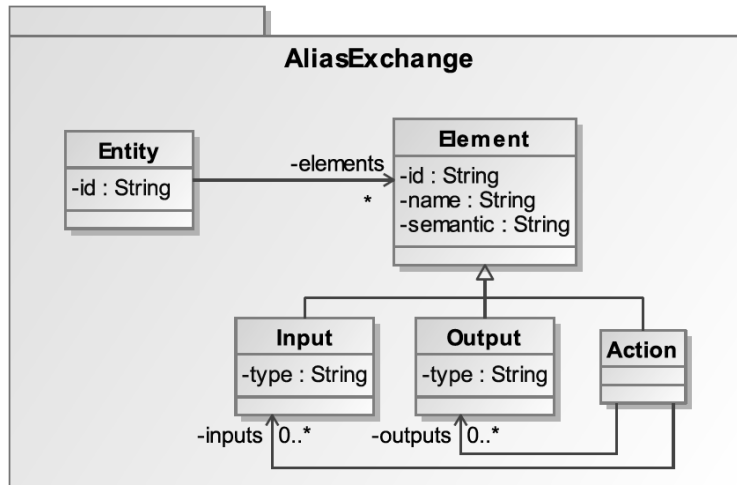 AliasExchange
Entity
-id : String
-elements
*
Element
-id : String
-name : String
-semantic : String
Input
-type : String
Output
-type : String
Action
-inputs 0..*
-outputs 0..*